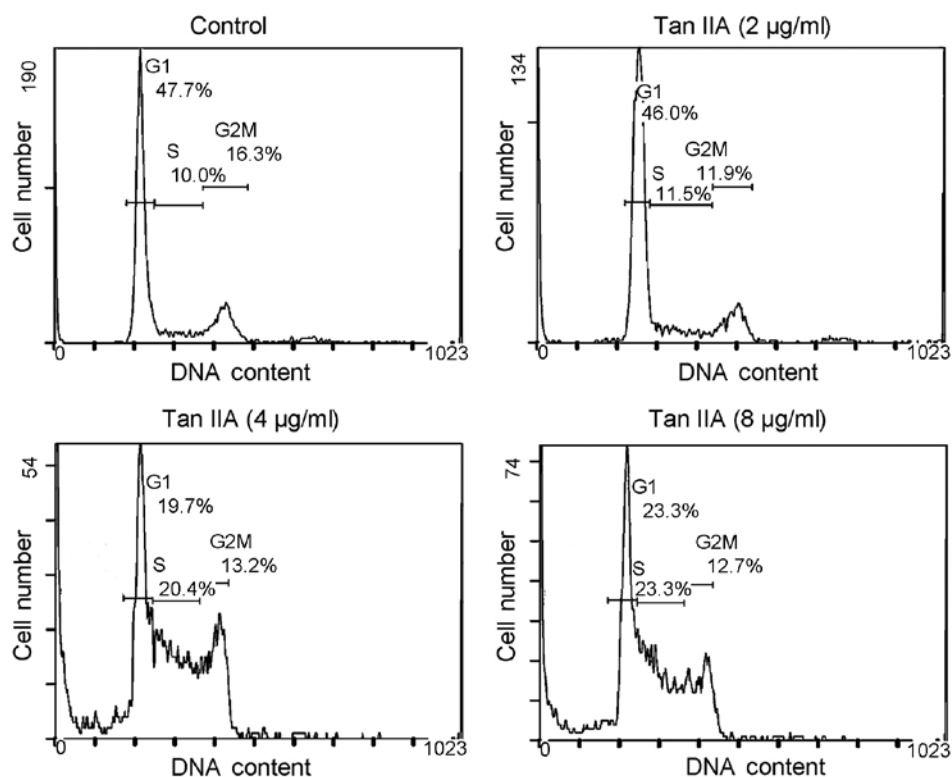 Control
190
Cell number
G1
47.7%
S
10.0%
G2M
16.3%
0
1023
DNA content
Tan IIA (2 µg/ml)
134
Cell number
G1
46.0%
S
11.5%
G2M
11.9%
0
1023
DNA content
Tan IIA (4 µg/ml)
54
Cell number
G1
19.7%
S
20.4%
G2M
13.2%
0
1023
DNA content
Tan IIA (8 µg/ml)
74
Cell number
G1
23.3%
S
23.3%
G2M
12.7%
0
1023
DNA content